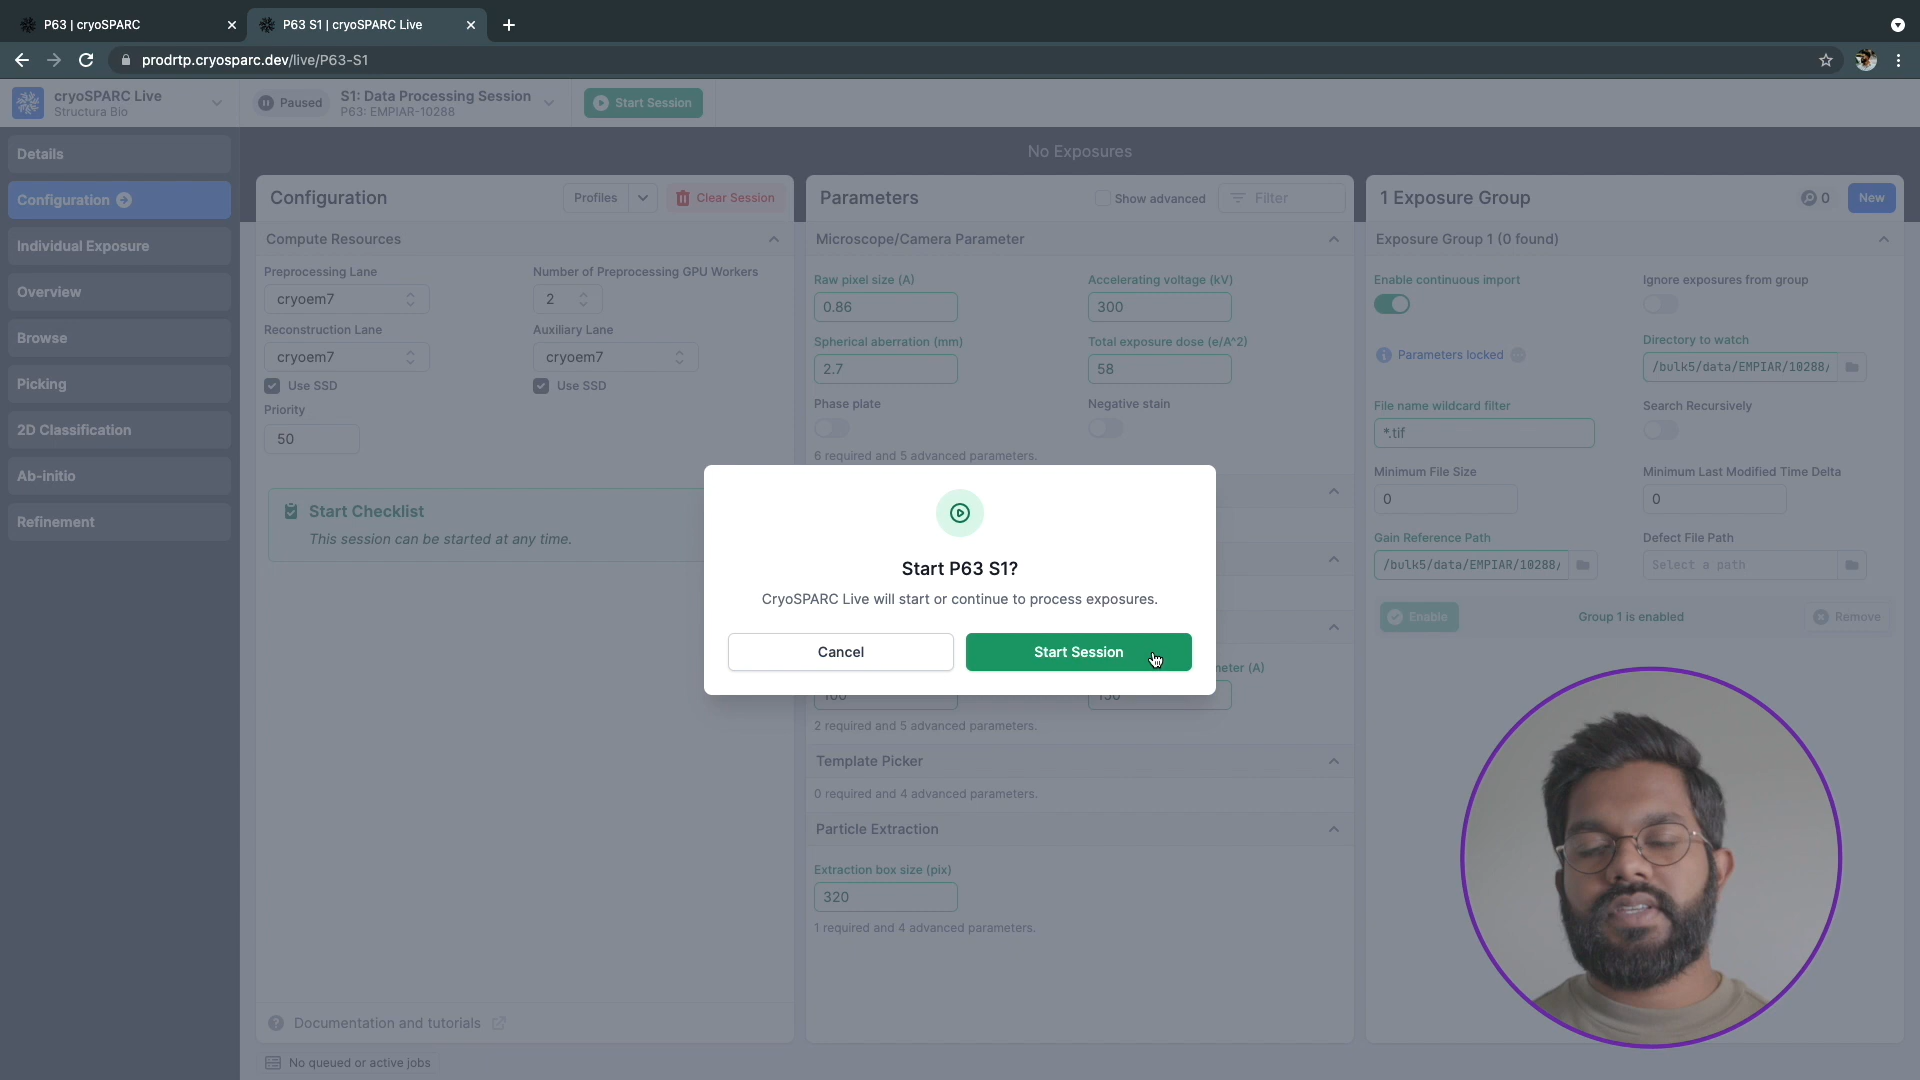 P63 | cryoSPARC
P63 S1 | cryoSPARC Live
prodrtp.cryosparc.dev/live/P63-S1
cryoSPARC Live
Structura Bio
Paused
S1: Data Processing Session
P63: EMPIAR-10288
Start Session
Details
Configuration
Individual Exposure
Overview
Browse
Picking
2D Classification
Ab-initio
Refinement
No Exposures
Configuration
Profiles
Clear Session
Compute Resources
Preprocessing Lane
Number of Preprocessing GPU Workers
cryoem7
2
Reconstruction Lane
Auxiliary Lane
cryoem7
cryoem7
Use SSD
Use SSD
Priority
50
Start Checklist
This session can be started at any time.
Documentation and tutorials
No queued or active jobs
Parameters
Show advanced
Filter
Microscope/Camera Parameter
Raw pixel size (A)
Accelerating voltage (kV)
0.86
300
Spherical aberration (mm)
Total exposure dose (e/A^2)
2.7
58
Phase plate
Negative stain
6 required and 5 advanced parameters.
Start P63 S1?
CryoSPARC Live will start or continue to process exposures.
Cancel
Start Session
meter (A)
2 required and 5 advanced parameters.
Template Picker
0 required and 4 advanced parameters.
Particle Extraction
Extraction box size (pix)
320
1 required and 4 advanced parameters.
1 Exposure Group
0
New
Exposure Group 1 (0 found)
Enable continuous import
Ignore exposures from group
Parameters locked
Directory to watch
/bulk5/data/EMPIAR/10288/
File name wildcard filter
Search Recursively
*.tif
Minimum File Size
Minimum Last Modified Time Delta
0
0
Gain Reference Path
Defect File Path
/bulk5/data/EMPIAR/10288/
Select a path
Enable
Group 1 is enabled
Remove